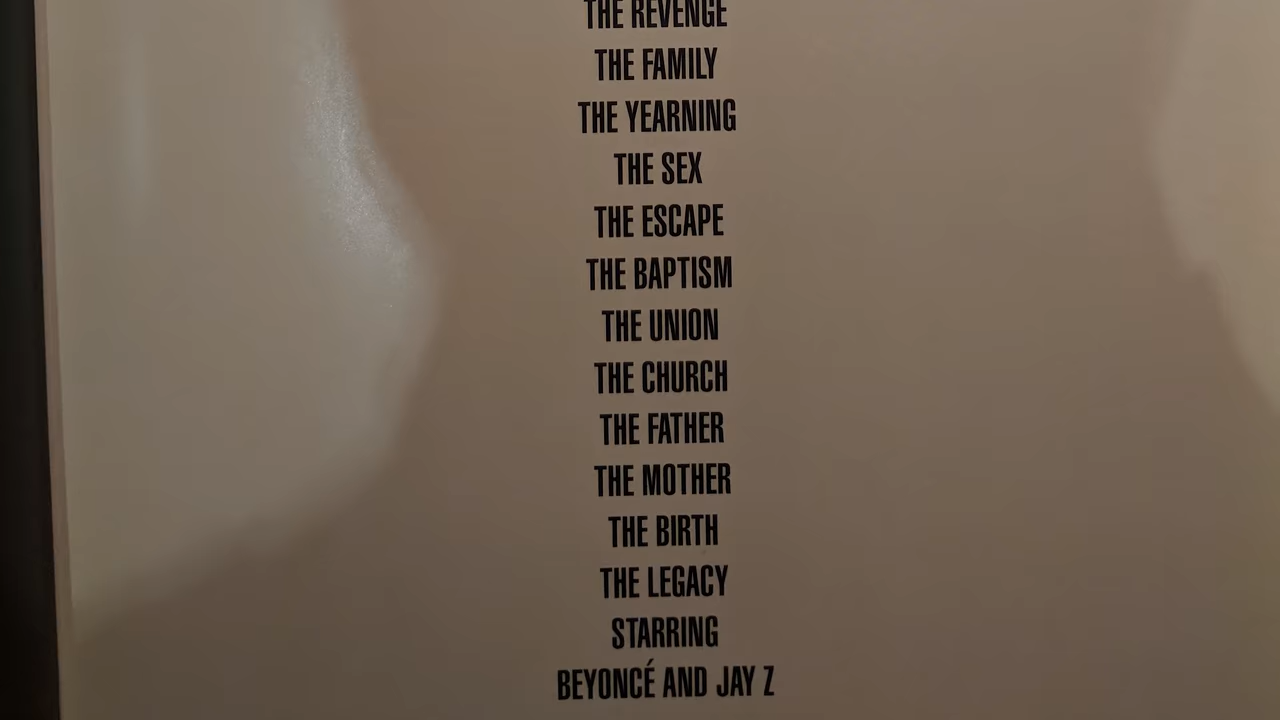 THE REVENGE
THE FAMILY
THE YEARNING
THE SEX
THE ESCAPE
THE BAPTISM
THE UNION
THE CHURCH
THE FATHER
THE MOTHER
THE BIRTH
THE LEGACY
STARRING
BEYONCÉ AND JAY Z